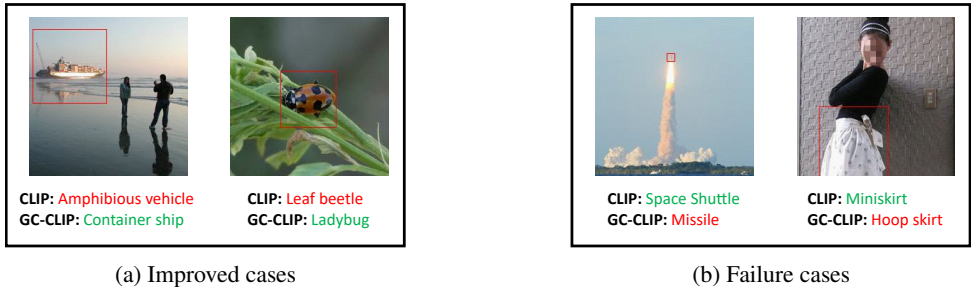 CLIP: Amphibious vehicle
GC-CLIP: Container ship
CLIP: Leaf beetle
GC-CLIP: Ladybug
(a) Improved cases
CLIP: Space Shuttle
GC-CLIP: Missile
CLIP: Miniskirt
GC-CLIP: Hoop skirt
(b) Failure cases